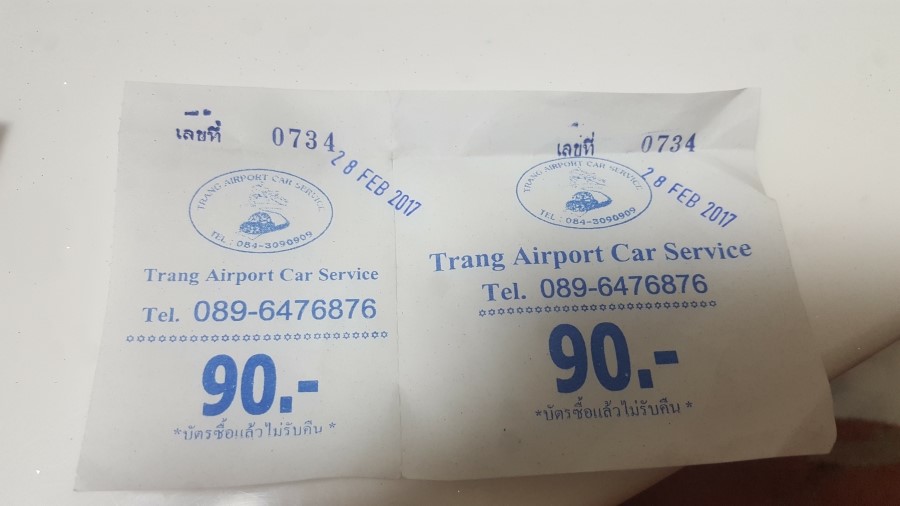 เลขที่ 0734
28 FEB 2017
TRANG AIRPORT CAR SERVICE
TEL : 084-3090909
Trang Airport Car Service
Tel. 089-6476876
90.-
*บัตรซื้อแล้วไม่รับคืน*
เลขที่ 0734
28 FEB 2017
TRANG AIRPORT CAR SERVICE
TEL : 084-3090909
Trang Airport Car Service
Tel. 089-6476876
90.-
*บัตรซื้อแล้วไม่รับคืน*